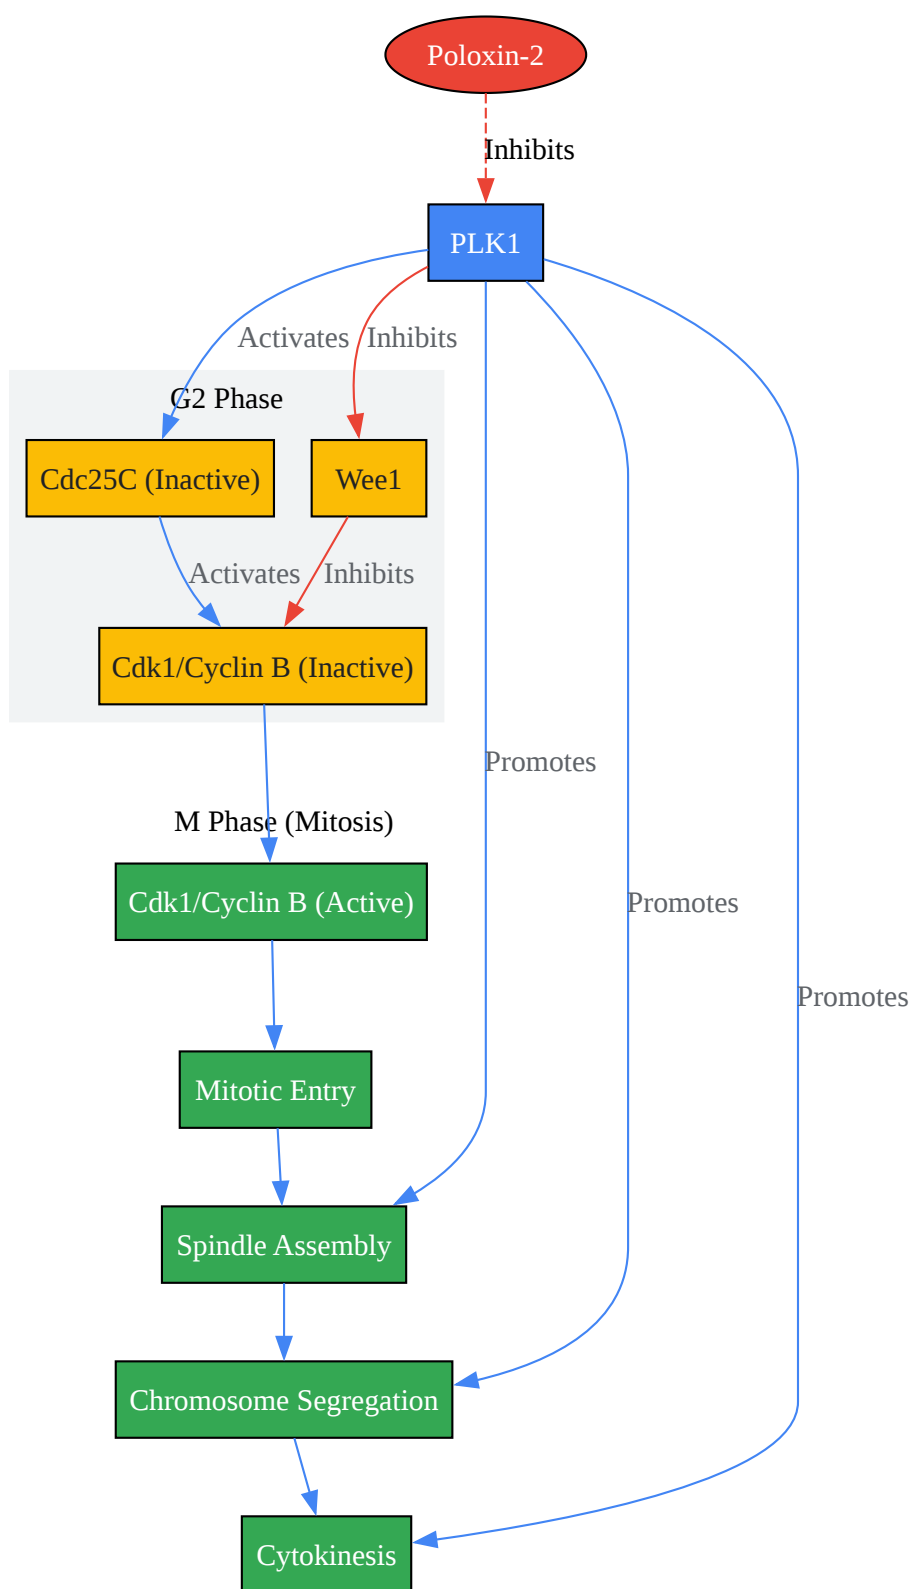 Poloxin-2
Inhibits
PLK1
Activates
Inhibits
G2 Phase
Cdc25C (Inactive)
Wee1
Activates
Inhibits
Cdk1/Cyclin B (Inactive)
Promotes
M Phase (Mitosis)
Cdk1/Cyclin B (Active)
Promotes
Promotes
Mitotic Entry
Spindle Assembly
Chromosome Segregation
Cytokinesis